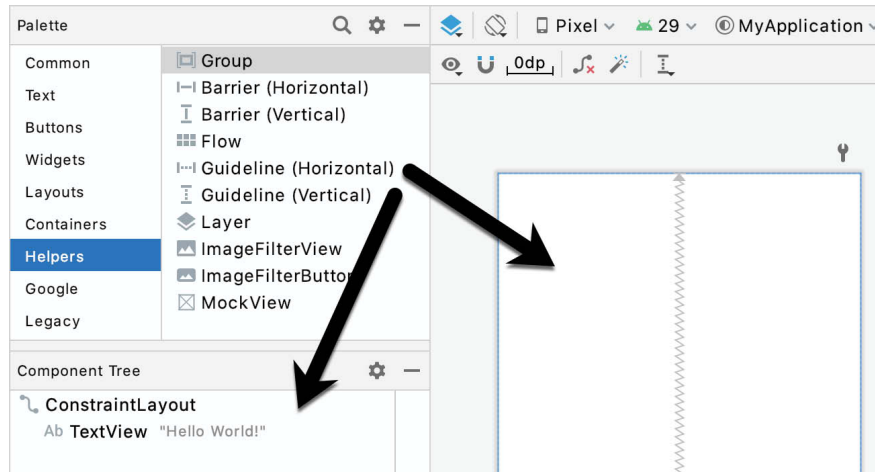 Palette
Pixel
29
MyApplication
Common
Text
Buttons
Widgets
Layouts
Containers
Helpers
Google
Legacy
Group
Barrier (Horizontal)
Barrier (Vertical)
Flow
Guideline (Horizontal)
Guideline (Vertical)
Layer
ImageFilterView
ImageFilterButton
MockView
0dp
Component Tree
ConstraintLayout
Ab TextView "Hello World!"